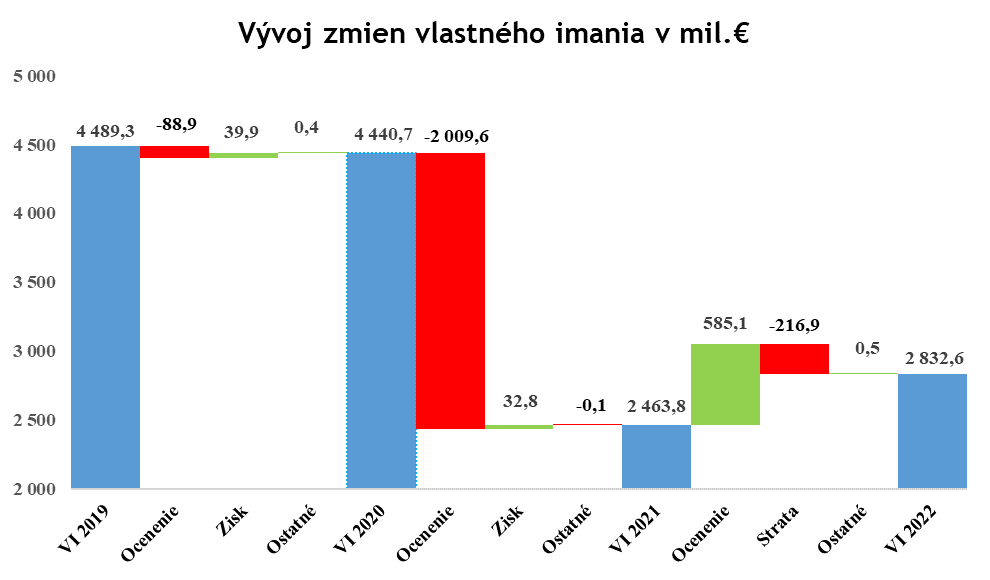 Vývoj zmien vlastného imania v mil.€
5 000
4 500
4 000
3 500
3 000
2 500
2 000
4 489,3
-88,9
39,9
0,4
4 440,7
-2 009,6
32,8
-0,1
2 463,8
585,1
-216,9
0,5
2 832,6
VI 2019
Ocenenie
Zisk
Ostatné
VI 2020
Ocenenie
Zisk
Ostatné
VI 2021
Ocenenie
Strata
Ostatné
VI 2022